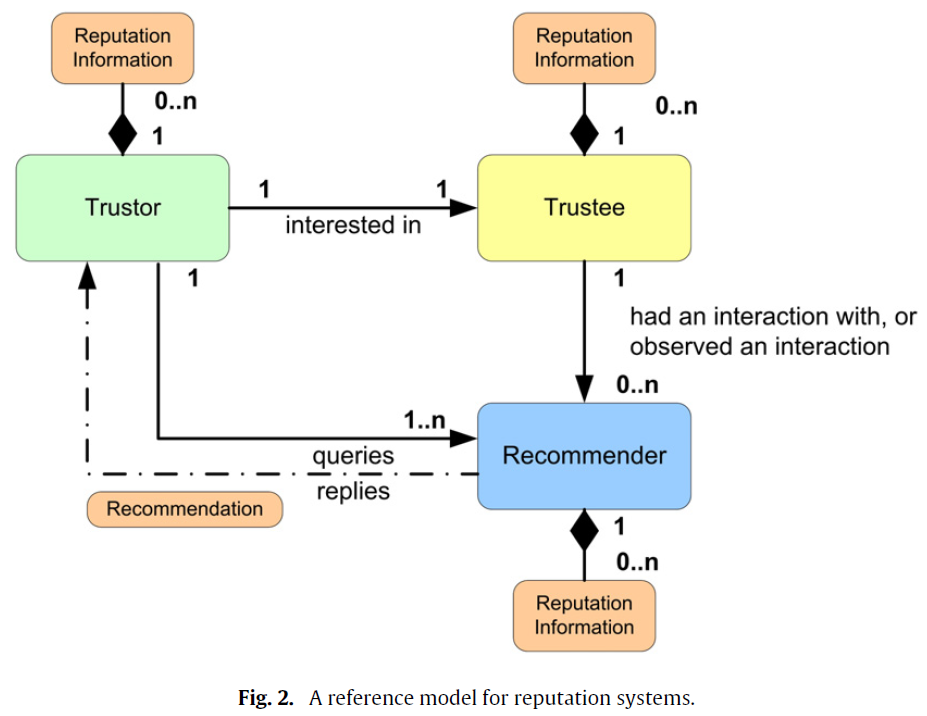 Reputation
Information
Reputation
Information
0..n
0..n
1
1
Trustor
1
1
Trustee
interested in
1
1
had an interaction with, or
observed an interaction
0..n
1..n
Recommender
queries
replies
Recommendation
1
0..n
Reputation
Information
Fig. 2. A reference model for reputation systems.